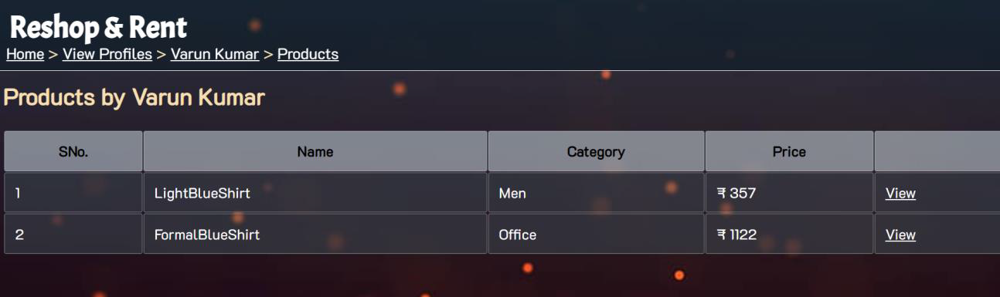 Reshop & Rent
Home > View Profiles > Varun Kumar > Products
Products by Varun Kumar
SNo. Name Category Price
1 LightBlueShirt Men ₹ 357 View
2 FormalBlueShirt Office ₹ 1122 View